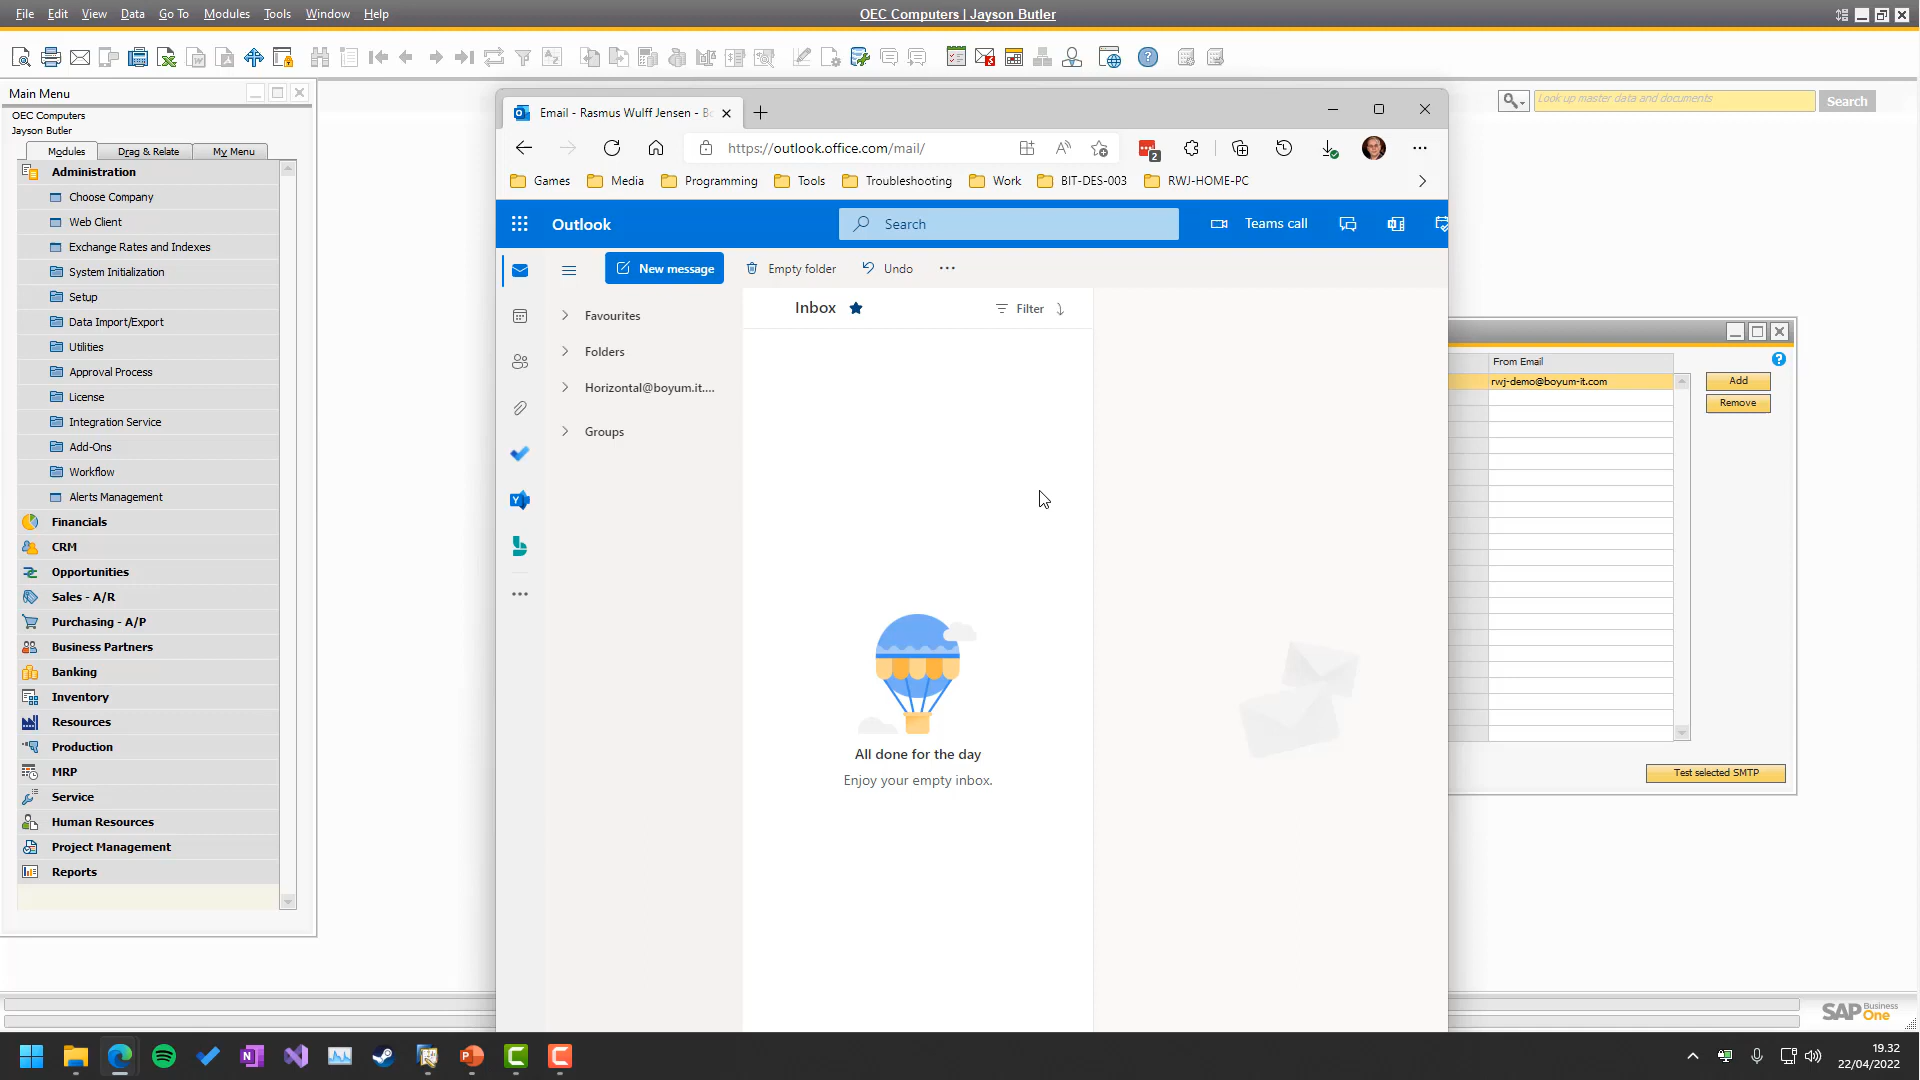 File Edit View Data Go To Modules Tools Window Help
OEC Computers | Jayson Butler
Main Menu
OEC Computers
Jayson Butler
Modules Drag & Relate My Menu
Administration
Choose Company
Web Client
Exchange Rates and Indexes
System Initialization
Setup
Data Import/Export
Utilities
Approval Process
License
Integration Service
Add-Ons
Workflow
Alerts Management
Financials
CRM
Opportunities
Sales - A/R
Purchasing - A/P
Business Partners
Banking
Inventory
Resources
Production
MRP
Service
Human Resources
Project Management
Reports
Look up master data and documents
Search
Email - Rasmus Wulff Jensen - Bo
https://outlook.office.com/mail/
2
Games Media Programming Tools Troubleshooting Work BIT-DES-003 RWJ-HOME-PC
Outlook
Search
Teams call
New message Empty folder Undo
Favourites
Folders
Horizontal@boyum.it....
Groups
Inbox
Filter
All done for the day
Enjoy your empty inbox.
From Email
rwj-demo@boyum-it.com
Add
Remove
Test selected SMTP
SAP Business One
19.32
22/04/2022